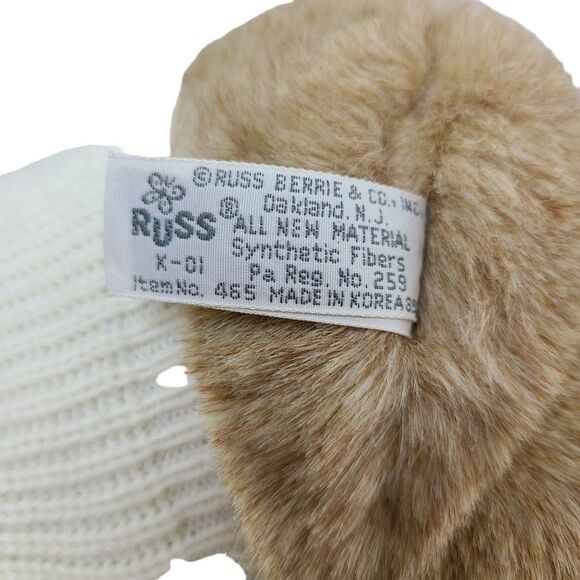 © RUSS BERRIE & CO., INC.
Oakland, N.J.
RUSS®
ALL NEW MATERIAL
Synthetic Fibers
K-01
Pa. Reg. No. 259
Item No. 465 MADE IN KOREA